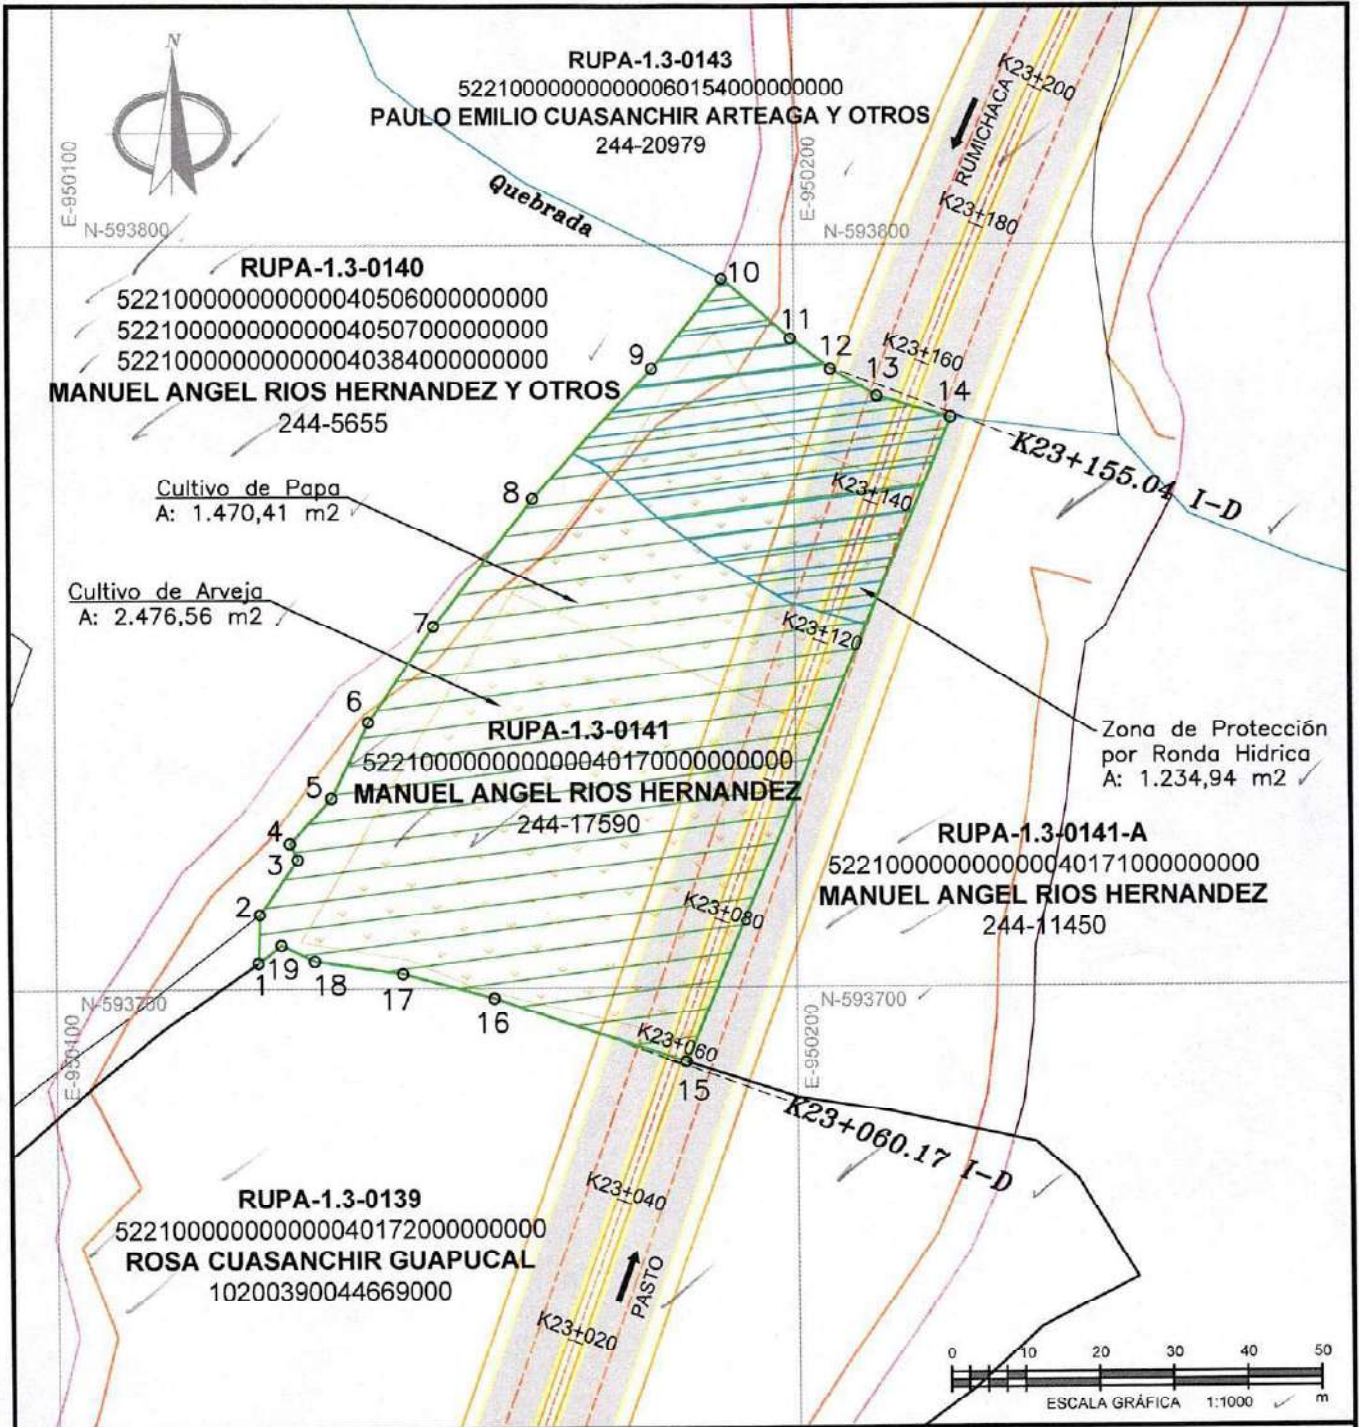 N
RUPA-1.3-0143
522100000000000060154000000000
PAULO EMILIO CUASANCHIR ARTEAGA Y OTROS
244-20979
E-950100
E-950200
N-593800
N-593800
Quebrada
K23+200
RUMICHACA
K23+180
RUPA-1.3-0140
522100000000000040506000000000
522100000000000040507000000000
522100000000000040384000000000
MANUEL ANGEL RIOS HERNANDEZ Y OTROS
244-5655
10
11
12
K23+160
9
13
14
K23+155.04 I-D
Cultivo de Papa
A: 1.470,41 m2
8
K23+140
Cultivo de Arveja
A: 2.476,56 m2
7
K23+120
6
RUPA-1.3-0141
522100000000000040170000000000
MANUEL ANGEL RIOS HERNANDEZ
244-17590
Zona de Protección
por Ronda Hidrica
A: 1.234,94 m2
5
4
3
RUPA-1.3-0141-A
522100000000000040171000000000
MANUEL ANGEL RIOS HERNANDEZ
244-11450
2
K23+080
1
19
18
17
16
N-593700
N-593700
E-950100
E-950200
K23+060
15
K23+060.17 I-D
RUPA-1.3-0139
522100000000000040172000000000
ROSA CUASANCHIR GUAPUCAL
10200390044669000
K23+040
PASTO
K23+020
0 10 20 30 40 50
ESCALA GRÁFICA 1:1000 m